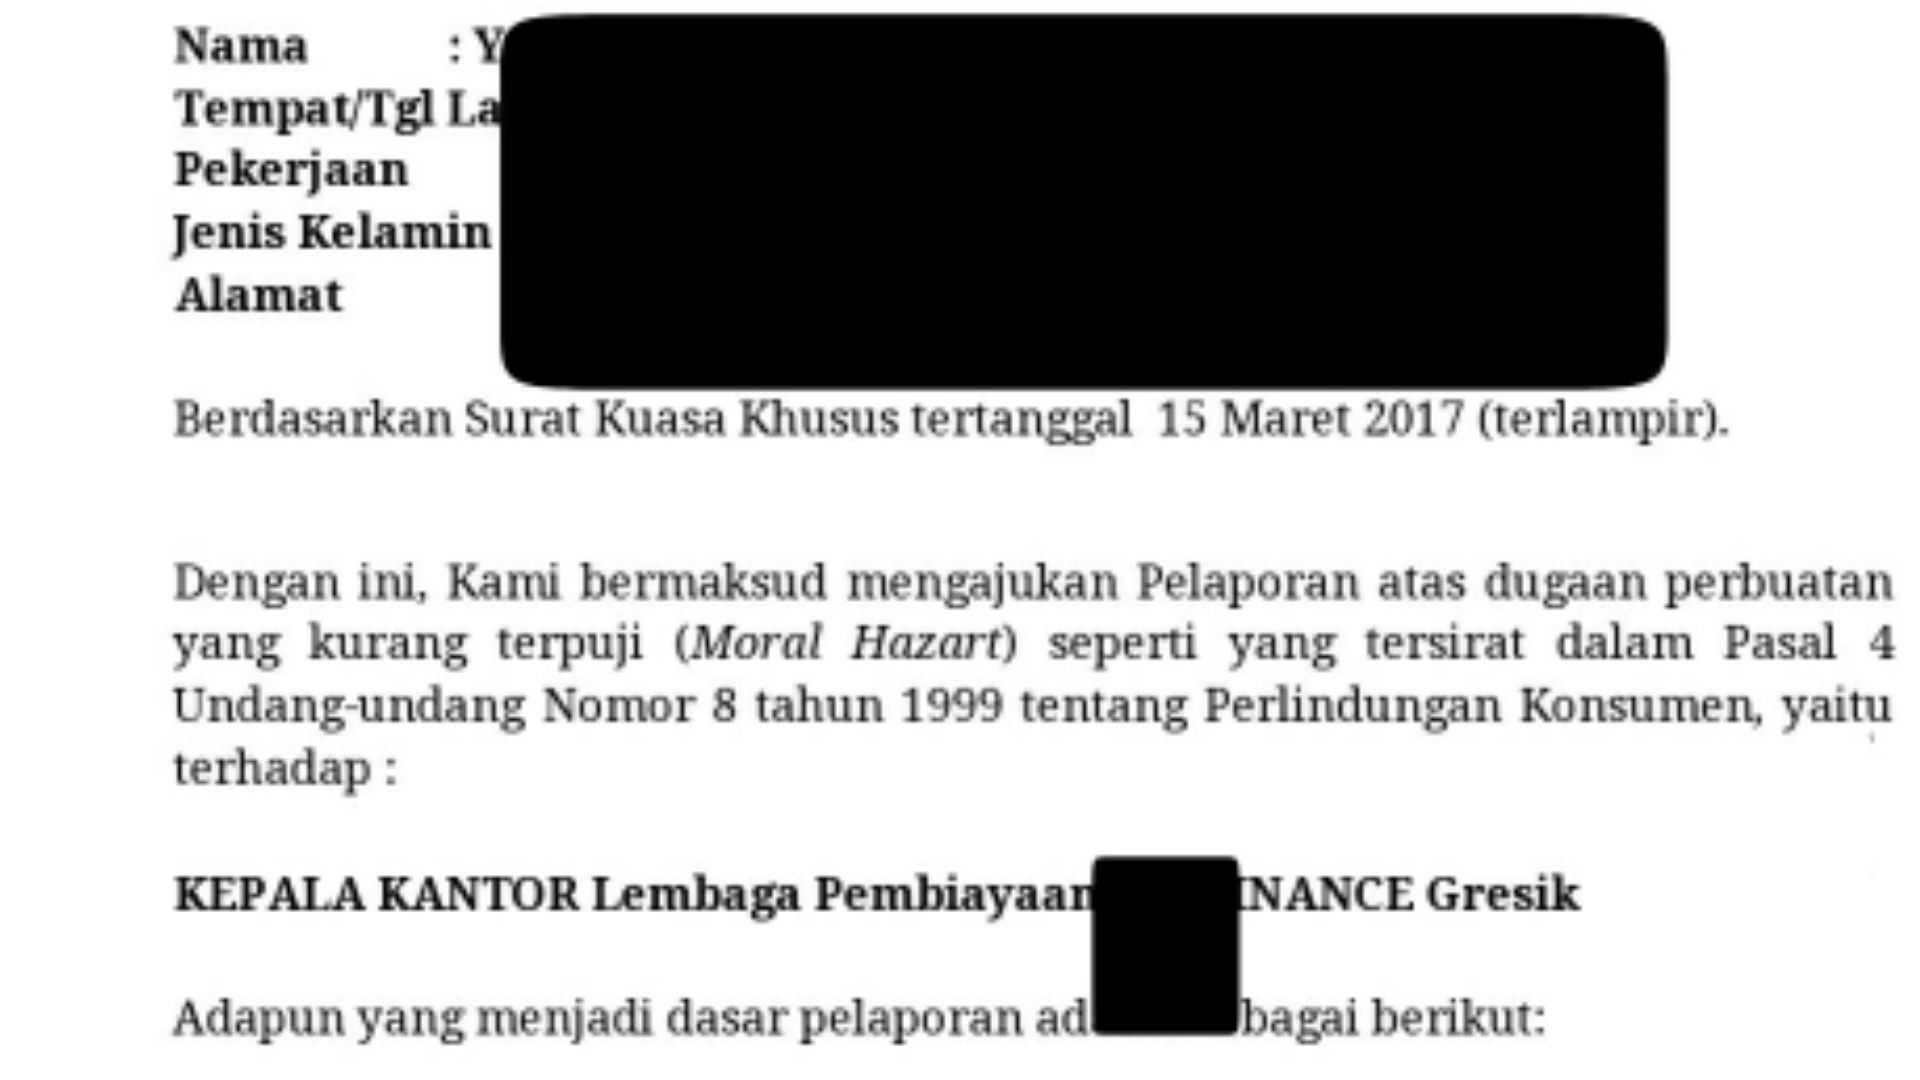 Nama : Y
Tempat/Tgl La
Pekerjaan
Jenis Kelamin
Alamat
Berdasarkan Surat Kuasa Khusus tertanggal 15 Maret 2017 (terlampir).
Dengan ini, Kami bermaksud mengajukan Pelaporan atas dugaan perbuatan
yang kurang terpuji (Moral Hazart) seperti yang tersirat dalam Pasal 4
Undang-undang Nomor 8 tahun 1999 tentang Perlindungan Konsumen, yaitu
terhadap :
KEPALA KANTOR Lembaga Pembiayaan INANCE Gresik
Adapun yang menjadi dasar pelaporan ad bagai berikut: